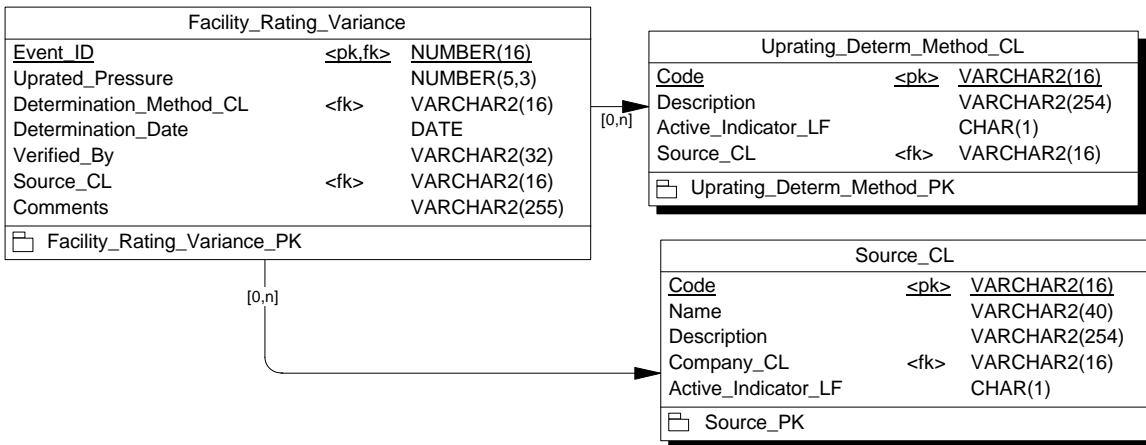 Facility_Rating_Variance
Event_ID <pk,fk> NUMBER(16)
Uprated_Pressure NUMBER(5,3)
Determination_Method_CL <fk> VARCHAR2(16)
Determination_Date DATE
Verified_By VARCHAR2(32)
Source_CL <fk> VARCHAR2(16)
Comments VARCHAR2(255)
Facility_Rating_Variance_PK
[0,n]
Uprating_Determ_Method_CL
Code <pk> VARCHAR2(16)
Description VARCHAR2(254)
Active_Indicator_LF CHAR(1)
Source_CL <fk> VARCHAR2(16)
Uprating_Determ_Method_PK
[0,n]
Source_CL
Code <pk> VARCHAR2(16)
Name VARCHAR2(40)
Description VARCHAR2(254)
Company_CL <fk> VARCHAR2(16)
Active_Indicator_LF CHAR(1)
Source_PK